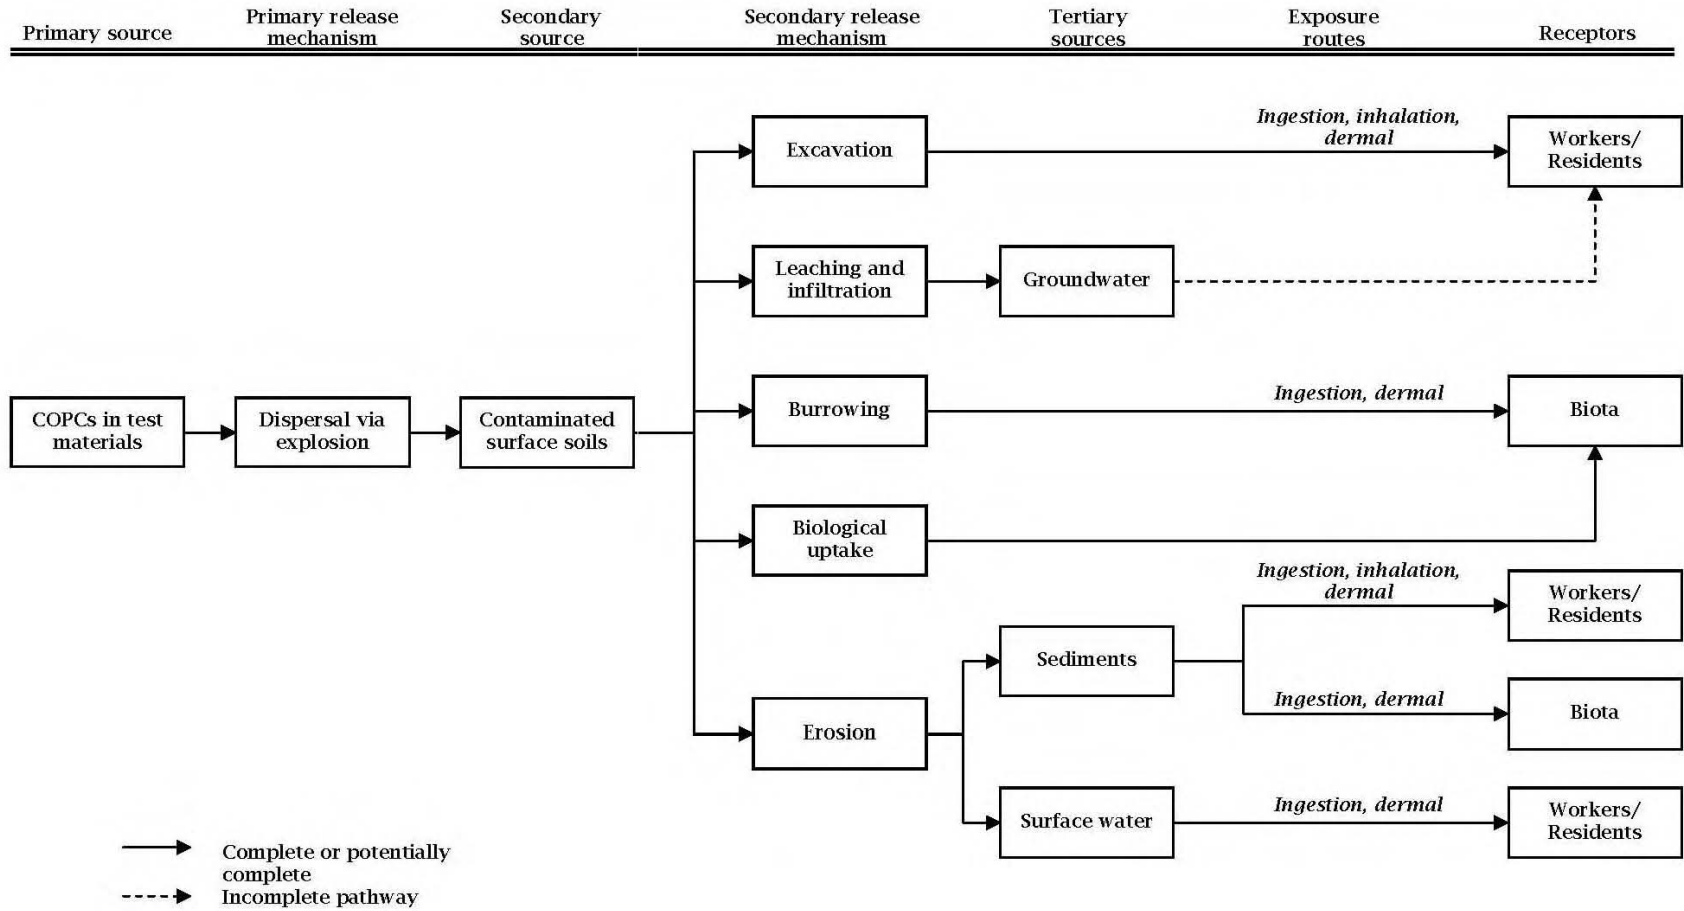 Primary source
Primary release
mechanism
Secondary
source
Secondary release
mechanism
Tertiary
sources
Exposure
routes
Receptors
Excavation
Ingestion, inhalation,
dermal
Workers/
Residents
Leaching and
infiltration
Groundwater
COPCs in test
materials
Dispersal via
explosion
Contaminated
surface soils
Burrowing
Ingestion, dermal
Biota
Biological
uptake
Ingestion, inhalation,
dermal
Workers/
Residents
Sediments
Ingestion, dermal
Biota
Erosion
Surface water
Ingestion, dermal
Workers/
Residents
Complete or potentially
complete
Incomplete pathway